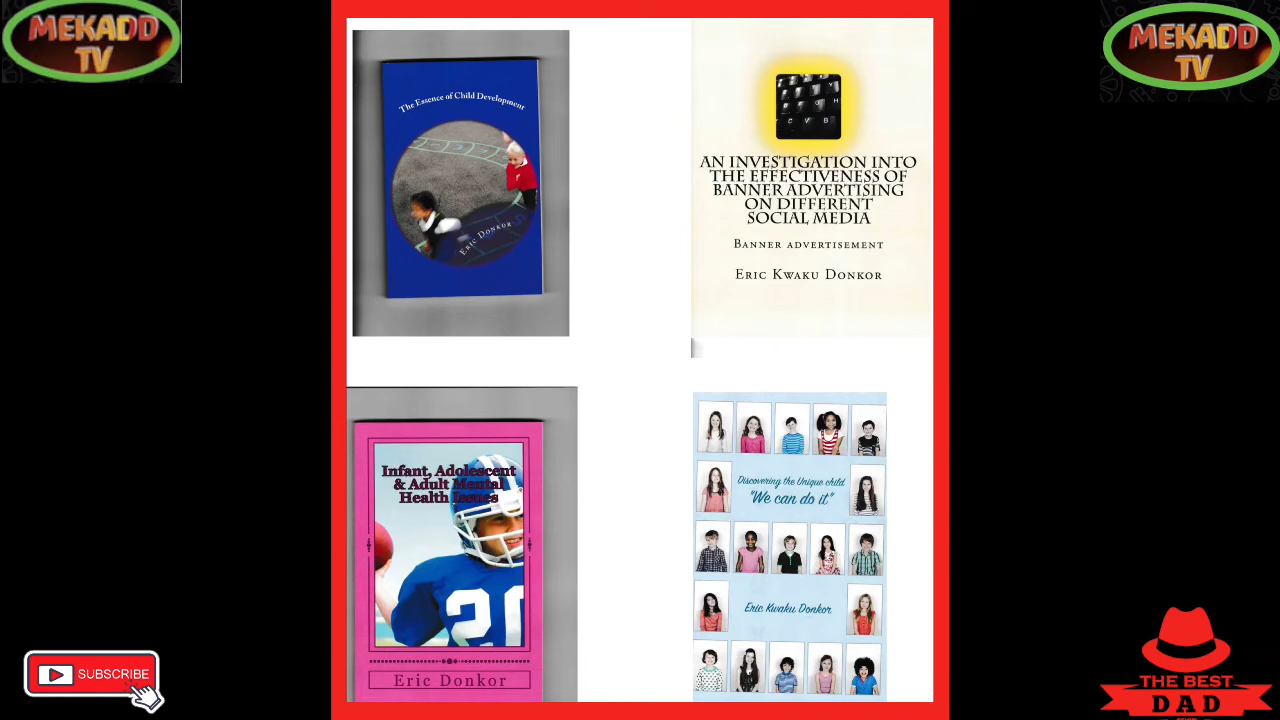 MEKADD
TV
MEKADD
TV
The Essence of Child Development
ERIC DONKOR
Y
G H
C V B
AN INVESTIGATION INTO
THE EFFECTIVENESS OF
BANNER ADVERTISING
ON DIFFERENT
SOCIAL MEDIA
BANNER ADVERTISEMENT
ERIC KWAKU DONKOR
Infant, Adolescent
& Adult Mental
Health Issues
20
Eric Donkor
Discovering the Unique child
"We can do it"
Eric Kwaku Donkor
SUBSCRIBE
THE BEST
DAD